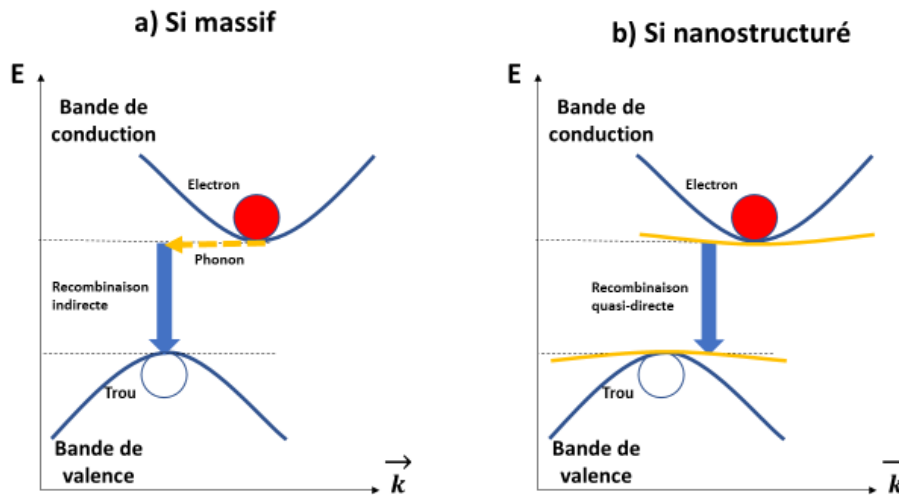 a) Si massif
E
Bande de
conduction
Electron
Phonon
Recombinaison
indirecte
Trou
Bande de
valence
k
b) Si nanostructuré
E
Bande de
conduction
Electron
Recombinaison
quasi-directe
Trou
Bande de
valence
k